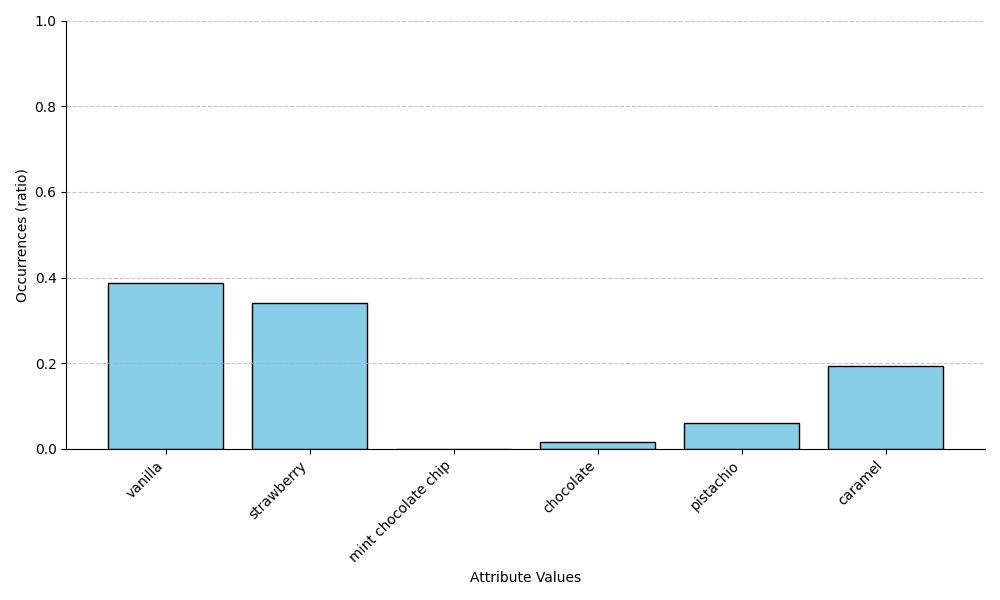 1.0
0.8
0.6
0.4
0.2
0.0
Occurrences (ratio)
vanilla
strawberry
mint chocolate chip
chocolate
pistachio
caramel
Attribute Values